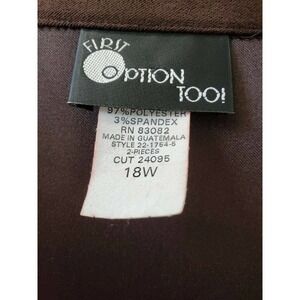 FIRST
OPTION
TOO!
97%POLYESTER
3%SPANDEX
RN 83082
MADE IN GUATEMALA
STYLE 22-1764-6
2-PIECES
CUT 24095
18W